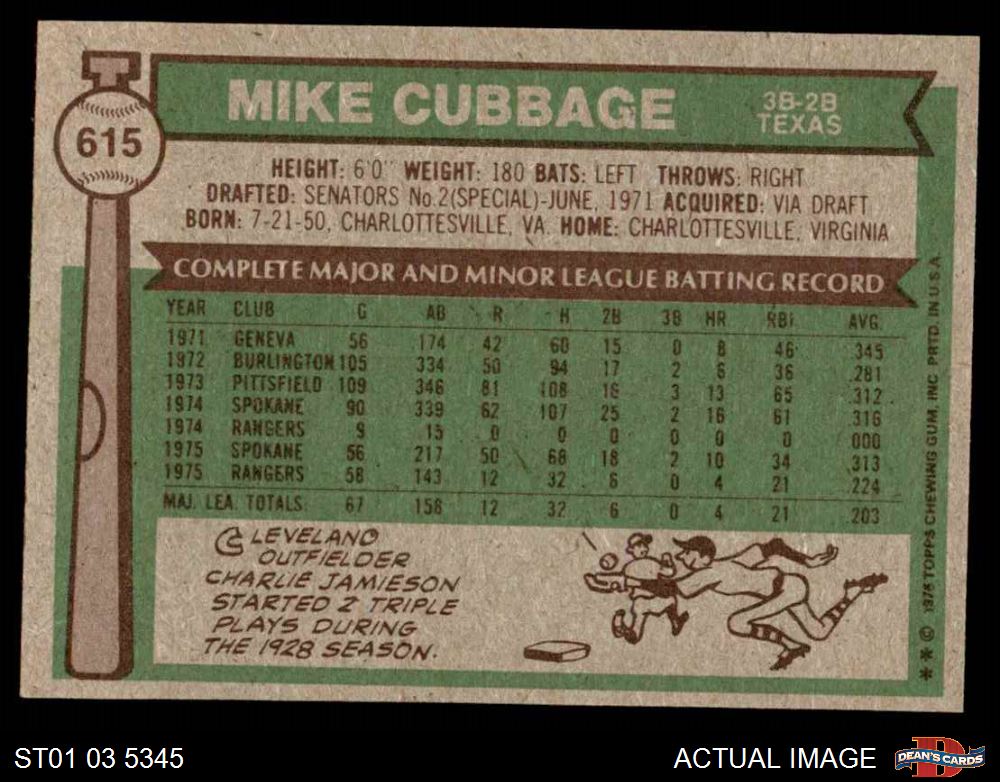 MIKE CUBBAGE
3B-2B
TEXAS
615
HEIGHT: 6'0" WEIGHT: 180 BATS: LEFT THROWS: RIGHT
DRAFTED: SENATORS No.2(SPECIAL)-JUNE, 1971 ACQUIRED: VIA DRAFT
BORN: 7-21-50, CHARLOTTESVILLE, VA. HOME: CHARLOTTESVILLE, VIRGINIA
COMPLETE MAJOR AND MINOR LEAGUE BATTING RECORD
YEAR CLUB G AB R H 2B 3B HR RBI AVG.
1971 GENEVA 56 174 42 60 15 0 8 46 .345
1972 BURLINGTON 105 334 50 94 17 2 6 36 .281
1973 PITTSFIELD 109 346 81 108 16 3 13 65 .312
1974 SPOKANE 90 339 62 107 25 2 16 61 .316
1974 RANGERS 9 15 0 0 0 0 0 0 .000
1975 SPOKANE 56 217 50 68 18 2 10 34 .313
1975 RANGERS 58 143 12 32 6 0 4 21 .224
MAJ. LEA. TOTALS 67 158 12 32 6 0 4 21 .203
CLEVELAND
OUTFIELDER
CHARLIE JAMIESON
STARTED 2 TRIPLE
PLAYS DURING
THE 1928 SEASON.
* * © 1976 TOPPS CHEWING GUM, INC. PRTD. IN U.S.A.
ST01 03 5345
ACTUAL IMAGE
D
DEAN'S CARDS